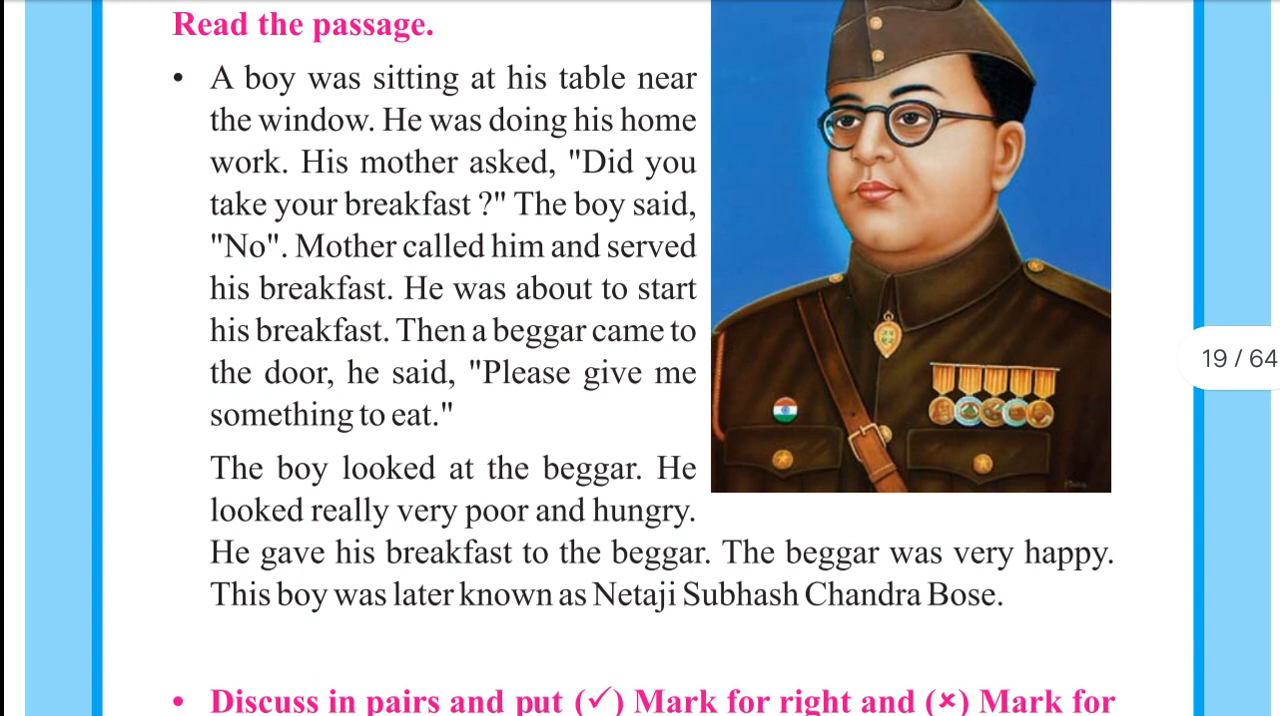 Read the passage.
• A boy was sitting at his table near
the window. He was doing his home
work. His mother asked, "Did you
take your breakfast ?" The boy said,
"No". Mother called him and served
his breakfast. He was about to start
his breakfast. Then a beggar came to
the door, he said, "Please give me
something to eat."
The boy looked at the beggar. He
looked really very poor and hungry.
He gave his breakfast to the beggar. The beggar was very happy.
This boy was later known as Netaji Subhash Chandra Bose.
19 / 64
• Discuss in pairs and put (✓) Mark for right and (×) Mark for